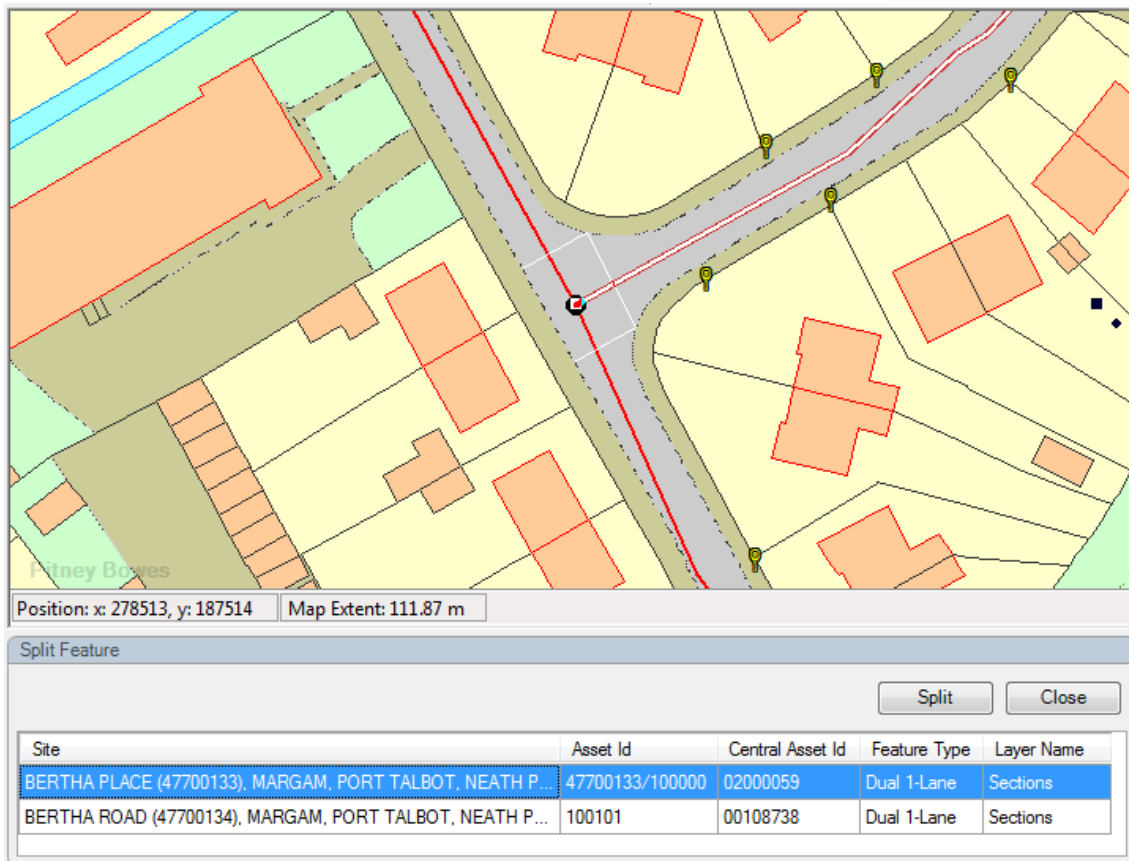 Pitney Bowes
Position: x: 278513, y: 187514 Map Extent: 111.87 m
Split Feature
Split Close
Site Asset Id Central Asset Id Feature Type Layer Name
BERTHA PLACE (47700133), MARGAM, PORT TALBOT, NEATH P... 47700133/100000 02000059 Dual 1-Lane Sections
BERTHA ROAD (47700134), MARGAM, PORT TALBOT, NEATH P... 100101 00108738 Dual 1-Lane Sections